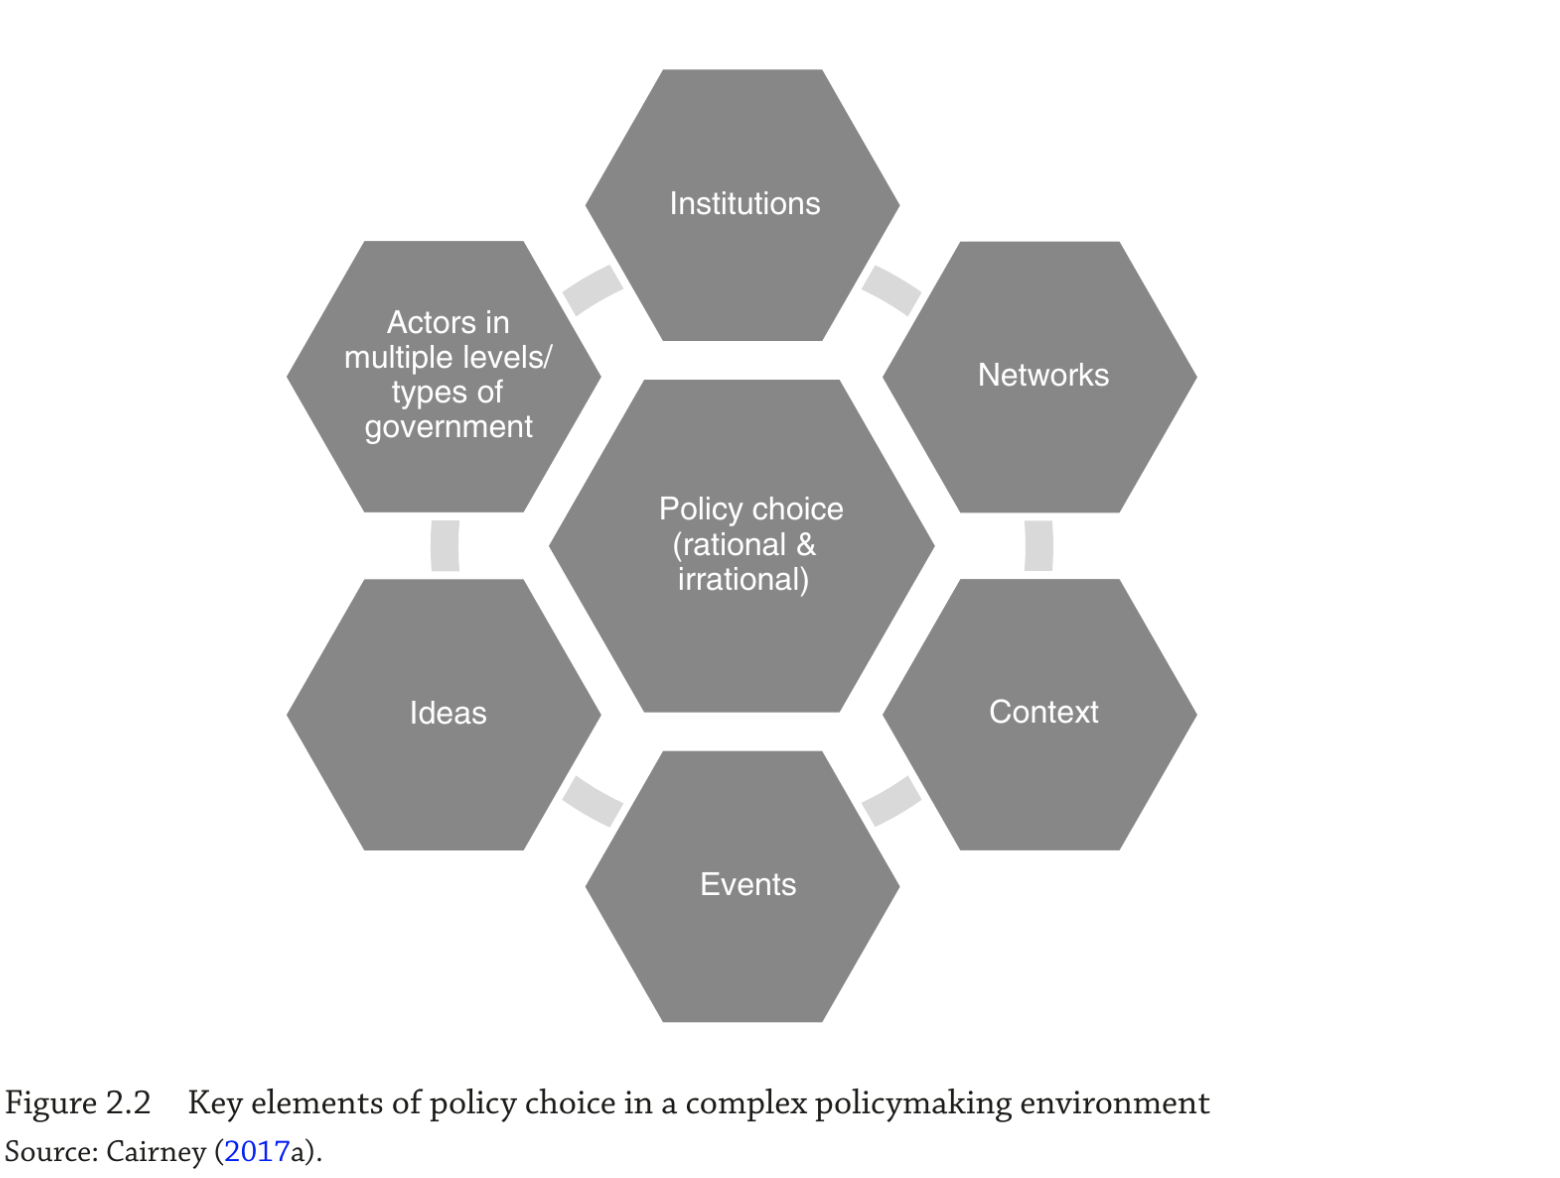 Institutions
Actors in
multiple levels/
types of
government
Networks
Policy choice
(rational &
irrational)
Ideas
Context
Events
Figure 2.2 Key elements of policy choice in a complex policymaking environment
Source: Cairney (2017a).